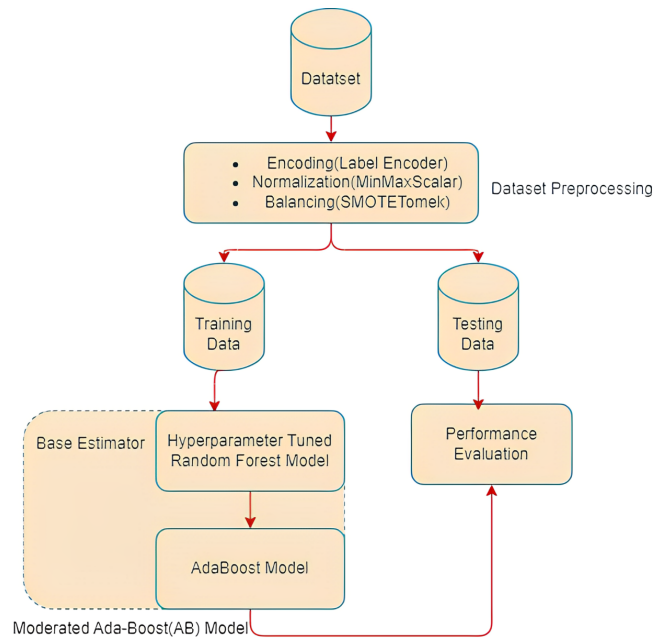 Datatset
• Encoding(Label Encoder)
• Normalization(MinMaxScalar)
• Balancing(SMOTETomek)
Dataset Preprocessing
Training
Data
Testing
Data
Base Estimator
Hyperparameter Tuned
Random Forest Model
Performance
Evaluation
AdaBoost Model
Moderated Ada-Boost(AB) Model